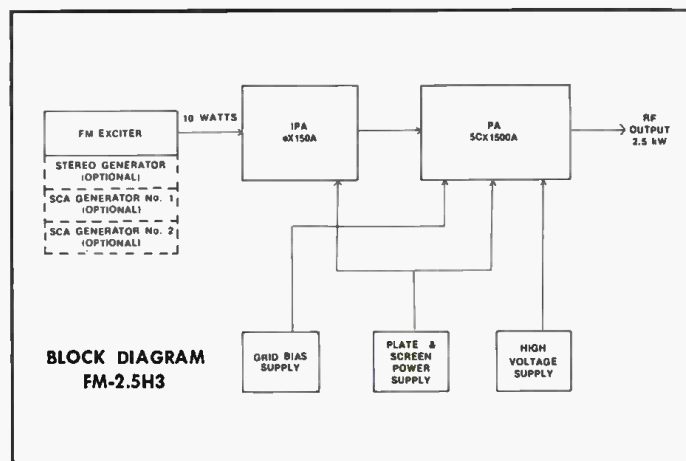 10 WATTS
FM EXCITER
STEREO GENERATOR
(OPTIONAL)
SCA GENERATOR No. 1
(OPTIONAL)
SCA GENERATOR No. 2
(OPTIONAL)
IPA
PA
5CX1500A
RF
OUTPUT
2.5 kW
GRID BIAS
SUPPLY
PLATE &
SCREEN
POWER
SUPPLY
HIGH
VOLTAGE
SUPPLY
BLOCK DIAGRAM
FM-2.5H3